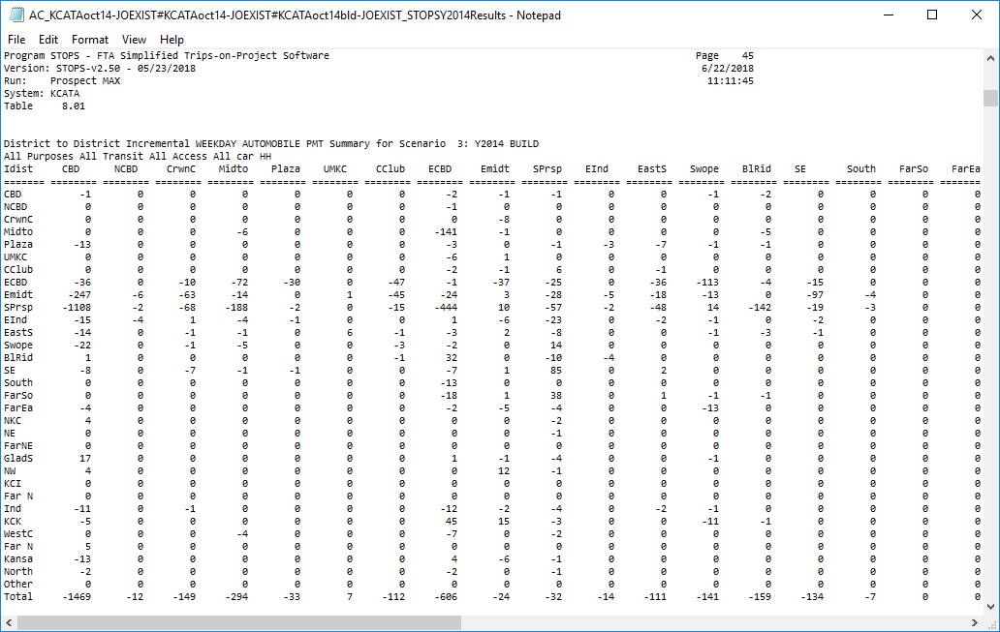 AC_KCATAoct14-JOEXIST#KCATAoct14-JOEXIST#KCATAoct14bld-JOEXIST_STOPSY2014Results - Notepad
File Edit Format View Help
Program STOPS - FTA Simplified Trips-on-Project Software Page 45
Version: STOPS-v2.50 - 05/23/2018 6/22/2018
Run: Prospect MAX 11:11:45
System: KCATA
Table 8.01
District to District Incremental WEEKDAY AUTOMOBILE PMT Summary for Scenario 3: Y2014 BUILD
All Purposes All Transit All Access All car HH
Idist CBD NCBD CrwnC Midto Plaza UMKC CClub ECBD Emidt SPrsp EInd EastS Swope BlRid SE South FarSo FarEa
======= ======== ======== ======== ======== ======== ======== ======== ======== ======== ======== ======== ======== ======== ======== ======== ======== ======== ========
CBD -1 0 0 0 0 0 0 -2 -1 -1 0 0 -1 -2 0 0 0 0
NCBD 0 0 0 0 0 0 0 -1 0 0 0 0 0 0 0 0 0 0
CrwnC 0 0 0 0 0 0 0 0 -8 0 0 0 0 0 0 0 0 0
Midto 0 0 0 -6 0 0 0 -141 -1 0 0 0 0 -5 0 0 0 0
Plaza -13 0 0 0 0 0 0 -3 0 -1 -3 -7 -1 -1 0 0 0 0
UMKC 0 0 0 0 0 0 0 -6 1 0 0 0 0 0 0 0 0 0
CClub 0 0 0 0 0 0 0 -2 -1 6 0 -1 0 0 0 0 0 0
ECBD -36 0 -10 -72 -30 0 -47 -1 -37 -25 0 -36 -113 -4 -15 0 0 0
Emidt -247 -6 -63 -14 0 1 -45 -24 3 -28 -5 -18 -13 0 -97 -4 0 0
SPrsp -1108 -2 -68 -188 -2 0 -15 -444 10 -57 -2 -48 14 -142 -19 -3 0 0
EInd -15 -4 1 -4 -1 0 0 1 -6 -23 0 -2 -1 0 -2 0 0 0
EastS -14 0 -1 -1 0 6 -1 -3 2 -8 0 0 -1 -3 -1 0 0 0
Swope -22 0 -1 -5 0 0 -3 -2 0 14 0 0 0 0 0 0 0 0
BlRid 1 0 0 0 0 0 -1 32 0 -10 -4 0 0 0 0 0 0 0
SE -8 0 -7 -1 -1 0 0 -7 1 85 0 2 0 0 0 0 0 0
South 0 0 0 0 0 0 0 -13 0 0 0 0 0 0 0 0 0 0
FarSo 0 0 0 0 0 0 0 -18 1 38 0 1 -1 -1 0 0 0 0
FarEa -4 0 0 0 0 0 0 -2 -5 -4 0 0 -13 0 0 0 0 0
NKC 4 0 0 0 0 0 0 0 0 -2 0 0 0 0 0 0 0 0
NE 0 0 0 0 0 0 0 0 0 -1 0 0 0 0 0 0 0 0
FarNE 0 0 0 0 0 0 0 0 0 0 0 0 0 0 0 0 0 0
GladS 17 0 0 0 0 0 0 1 -1 -4 0 0 -1 0 0 0 0 0
NW 4 0 0 0 0 0 0 0 12 -1 0 0 0 0 0 0 0 0
KCI 0 0 0 0 0 0 0 0 0 0 0 0 0 0 0 0 0 0
Far N 0 0 0 0 0 0 0 0 0 0 0 0 0 0 0 0 0 0
Ind -11 0 -1 0 0 0 0 -12 -2 -4 0 -2 -1 0 0 0 0 0
KCK -5 0 0 0 0 0 0 45 15 -3 0 0 -11 -1 0 0 0 0
WestC 0 0 0 -4 0 0 0 -7 0 -2 0 0 0 0 0 0 0 0
Far N 5 0 0 0 0 0 0 0 0 0 0 0 0 0 0 0 0 0
Kansa -13 0 0 0 0 0 0 4 -6 -1 0 0 0 0 0 0 0 0
North -2 0 0 0 0 0 0 -2 0 -1 0 0 0 0 0 0 0 0
Other 0 0 0 0 0 0 0 0 0 0 0 0 0 0 0 0 0 0
Total -1469 -12 -149 -294 -33 7 -112 -606 -24 -32 -14 -111 -141 -159 -134 -7 0 0